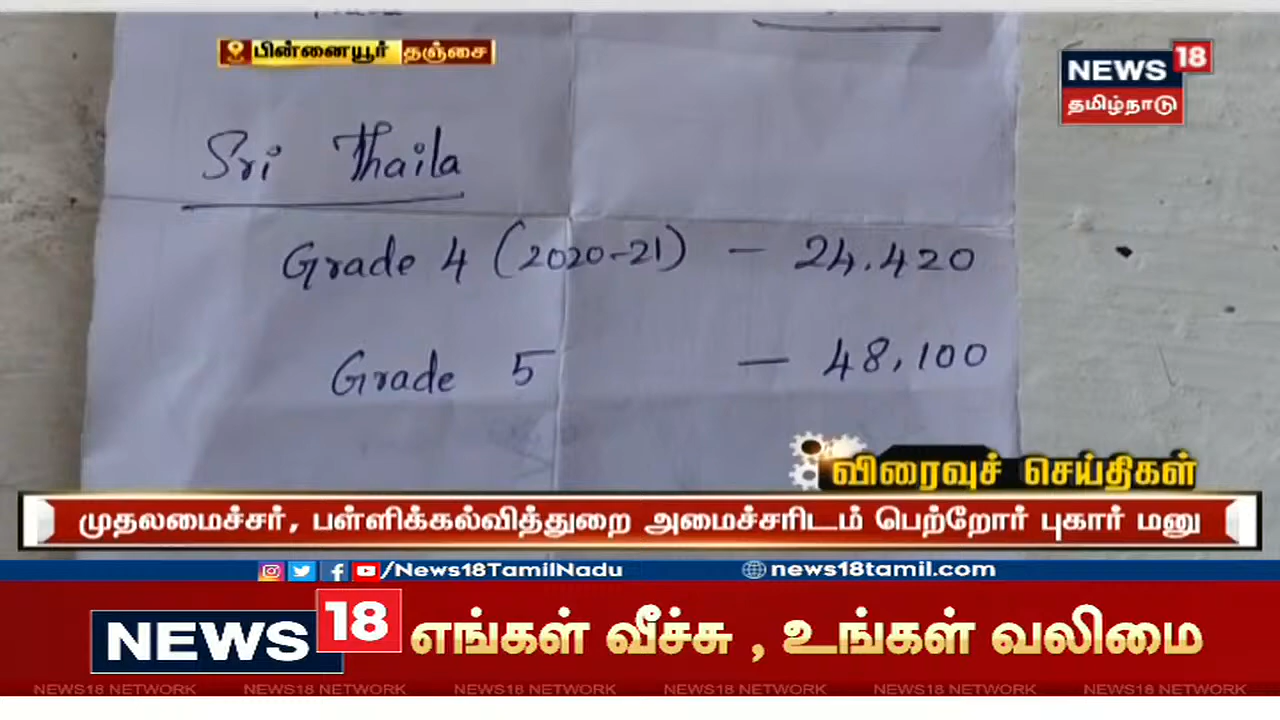 பின்னையூர் தஞ்சை
NEWS 18
தமிழ்நாடு
Sri Thaila
Grade 4 (2020-21) - 24.420
Grade 5 - 48,100
விரைவுச் செய்திகள்
முதலமைச்சர், பள்ளிக்கல்வித்துறை அமைச்சரிடம் பெற்றோர் புகார் மனு
/News18TamilNadu news18tamil.com
NEWS 18 எங்கள் வீச்சு , உங்கள் வலிமை
NEWS18 NETWORK NEWS18 NETWORK NEWS18 NETWORK NEWS18 NETWORK NEWS18 NETWORK NEWS18 NETWORK